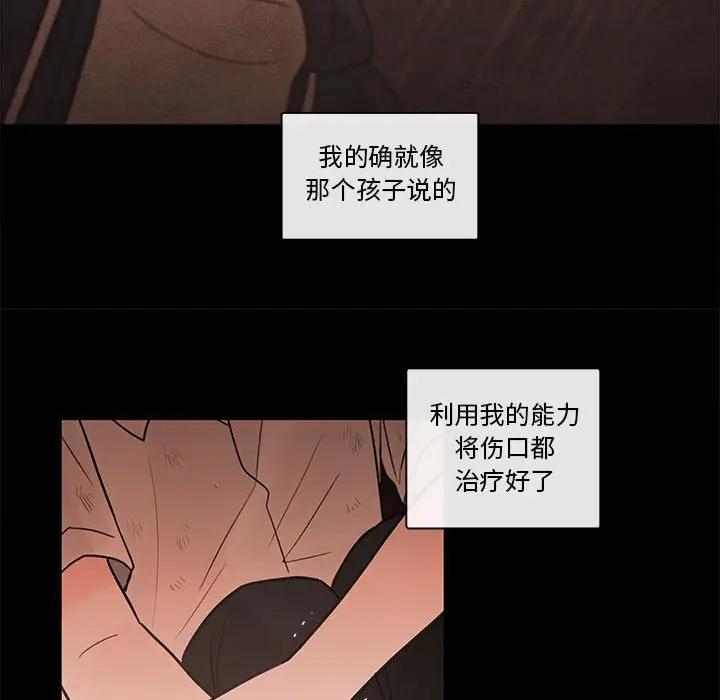 我的确就像
那个孩子说的
利用我的能力
将伤口都
治疗好了